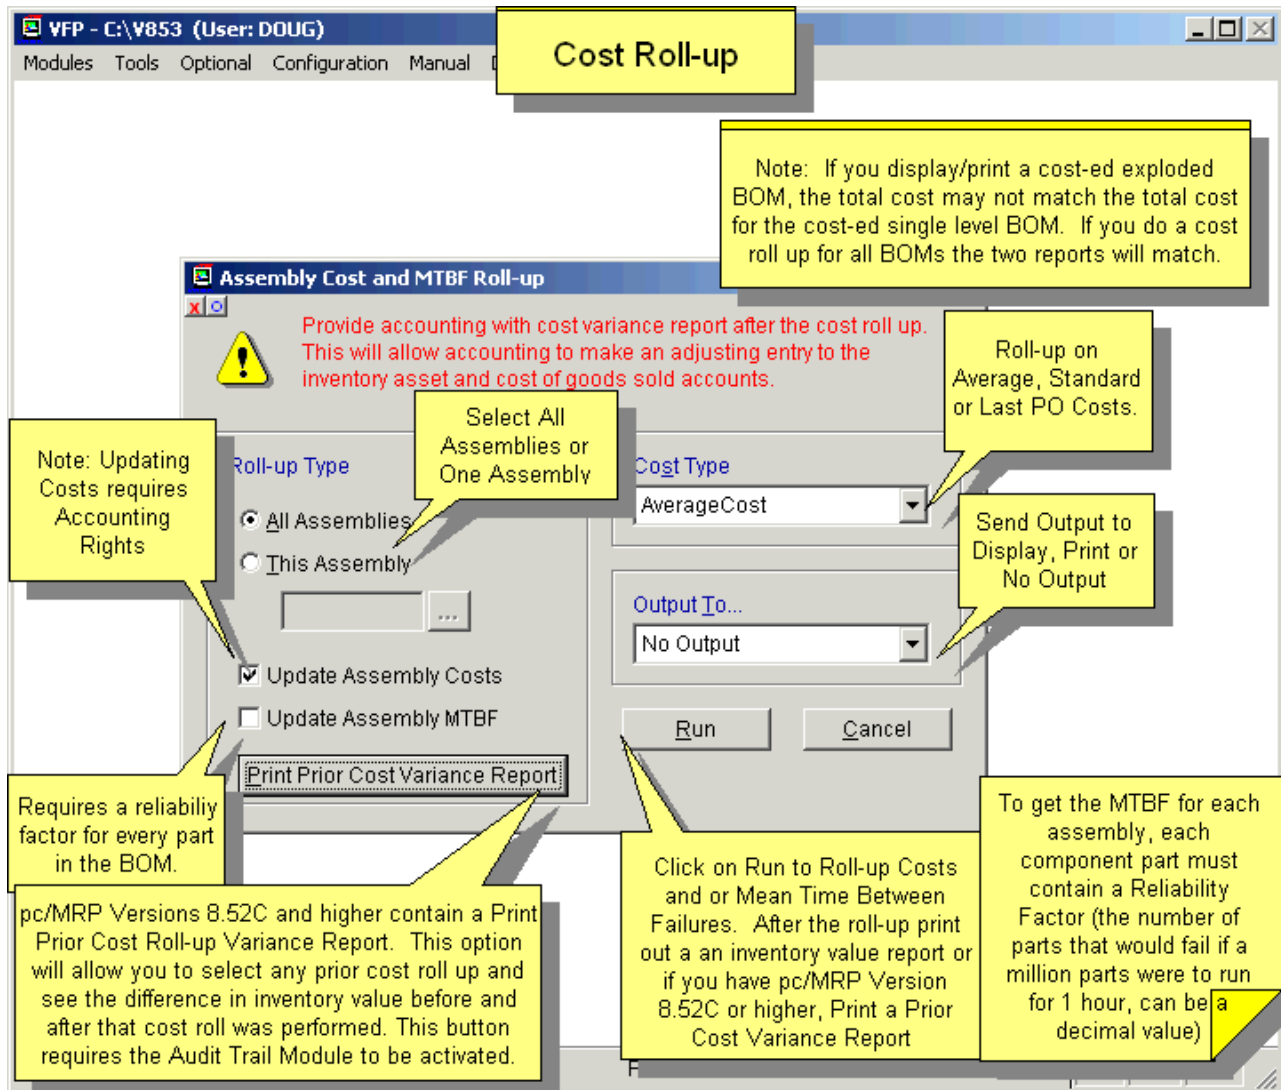 VFP - C:\V853 (User: DOUG)
Modules Tools Optional Configuration Manual
Cost Roll-up
Note: If you display/print a cost-ed exploded
BOM, the total cost may not match the total cost
for the cost-ed single level BOM. If you do a cost
roll up for all BOMs the two reports will match.
Assembly Cost and MTBF Roll-up
Provide accounting with cost variance report after the cost roll up.
This will allow accounting to make an adjusting entry to the
inventory asset and cost of goods sold accounts.
Roll-up on
Average, Standard
or Last PO Costs.
Select All
Assemblies or
One Assembly
Note: Updating
Costs requires
Accounting
Rights
Roll-up Type
All Assemblies
This Assembly
...
Update Assembly Costs
Update Assembly MTBF
Print Prior Cost Variance Report
Cost Type
AverageCost
Send Output to
Display, Print or
No Output
Output To...
No Output
Run Cancel
Requires a reliabiliy
factor for every part
in the BOM.
pc/MRP Versions 8.52C and higher contain a Print
Prior Cost Roll-up Variance Report. This option
will allow you to select any prior cost roll up and
see the difference in inventory value before and
after that cost roll was performed. This button
requires the Audit Trail Module to be activated.
Click on Run to Roll-up Costs
and or Mean Time Between
Failures. After the roll-up print
out a an inventory value report or
if you have pc/MRP Version
8.52C or higher, Print a Prior
Cost Variance Report
To get the MTBF for each
assembly, each
component part must
contain a Reliability
Factor (the number of
parts that would fail if a
million parts were to run
for 1 hour, can be a
decimal value)